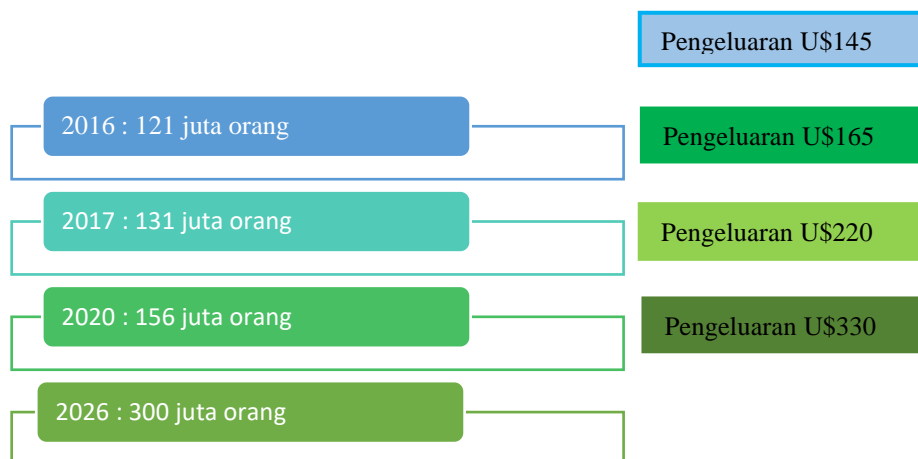 Pengeluaran U$145
2016 : 121 juta orang
Pengeluaran U$165
2017 : 131 juta orang
Pengeluaran U$220
2020 : 156 juta orang
Pengeluaran U$330
2026 : 300 juta orang